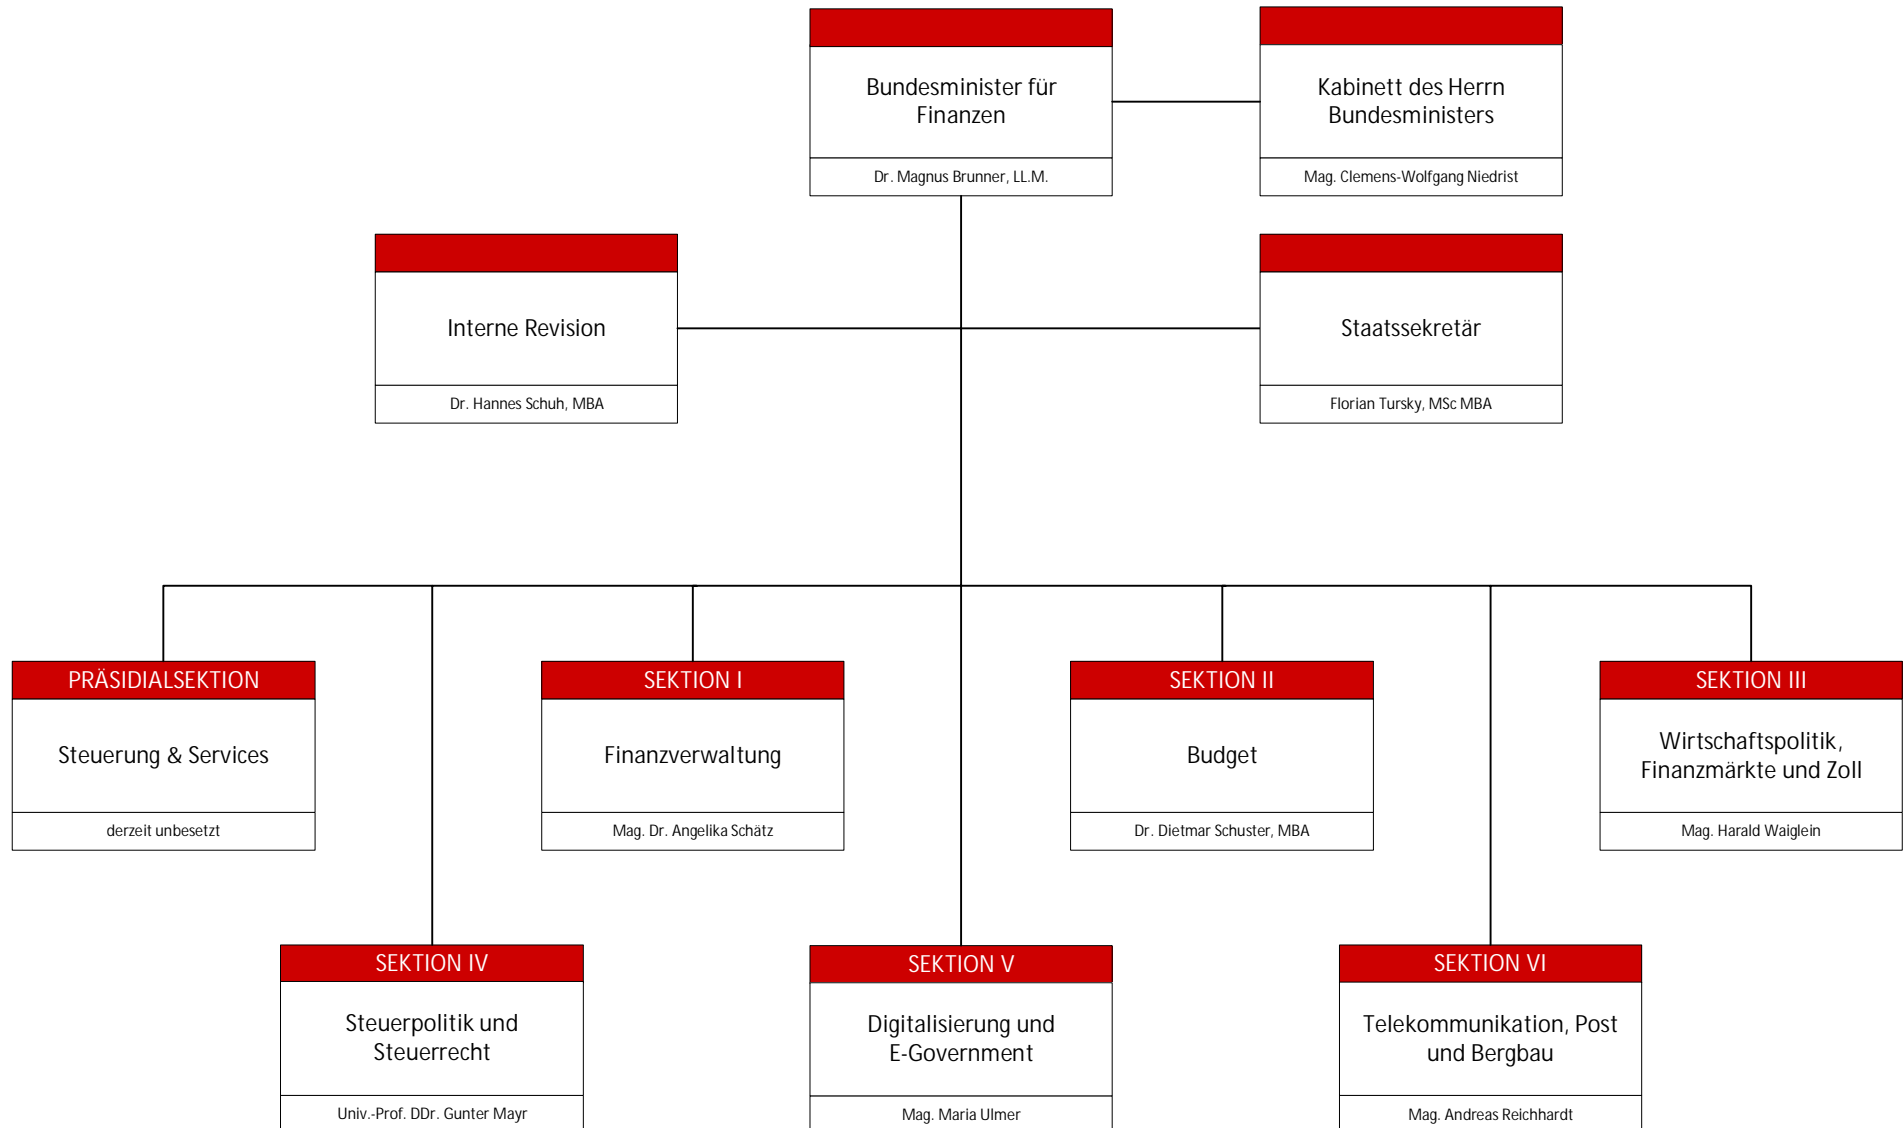 Bundesminister für
Finanzen
Dr. Magnus Brunner, LL.M.
Kabinett des Herrn
Bundesministers
Mag. Clemens-Wolfgang Niedrist
Interne Revision
Dr. Hannes Schuh, MBA
Staatssekretär
Florian Tursky, MSc MBA
PRÄSIDIALSEKTION
Steuerung & Services
derzeit unbesetzt
SEKTION I
Finanzverwaltung
Mag. Dr. Angelika Schätz
SEKTION II
Budget
Dr. Dietmar Schuster, MBA
SEKTION III
Wirtschaftspolitik,
Finanzmärkte und Zoll
Mag. Harald Waiglein
SEKTION IV
Steuerpolitik und
Steuerrecht
Univ.-Prof. DDr. Gunter Mayr
SEKTION V
Digitalisierung und
E-Government
Mag. Maria Ulmer
SEKTION VI
Telekommunikation, Post
und Bergbau
Mag. Andreas Reichhardt